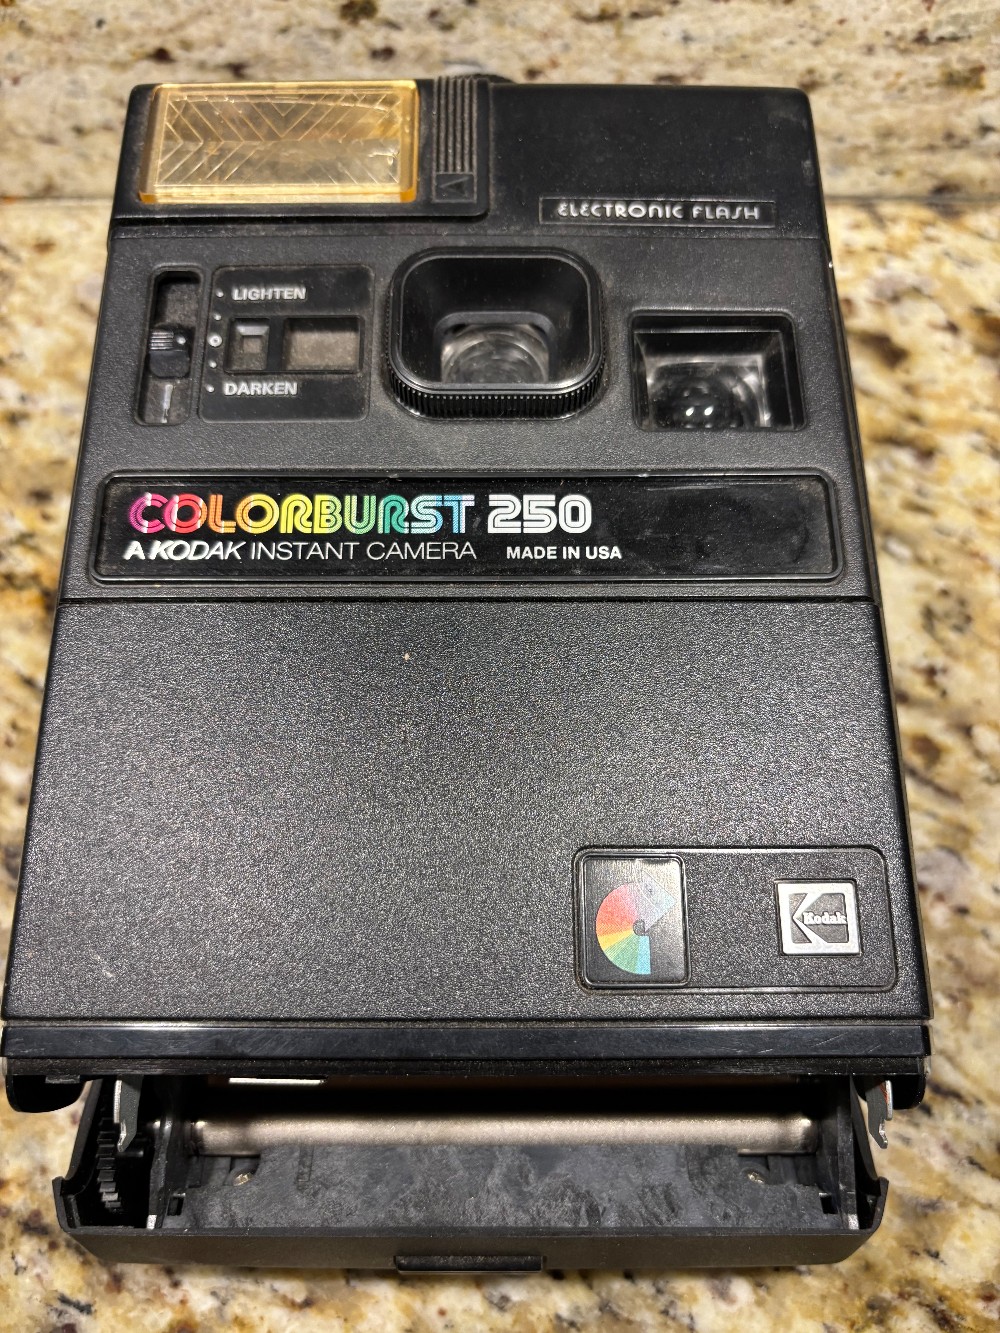 ELECTRONIC FLASH
LIGHTEN
DARKEN
COLORBURST 250
A KODAK INSTANT CAMERA MADE IN USA
Kodak